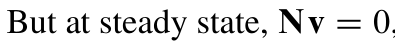 But at steady state, Nv = 0,